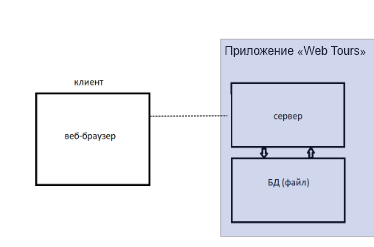 Приложение «Web Tours»
клиент
веб-браузер
сервер
БД (файл)